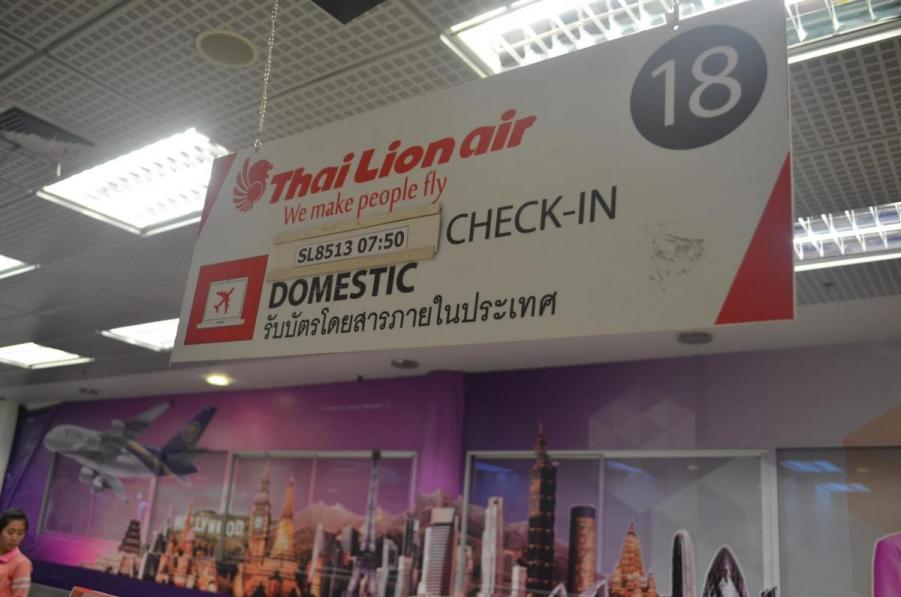 18
Thai Lion air
We make people fly
SL8513 07:50 CHECK-IN
DOMESTIC
รับบัตรโดยสารภายในประเทศ
HOLLYWOOD